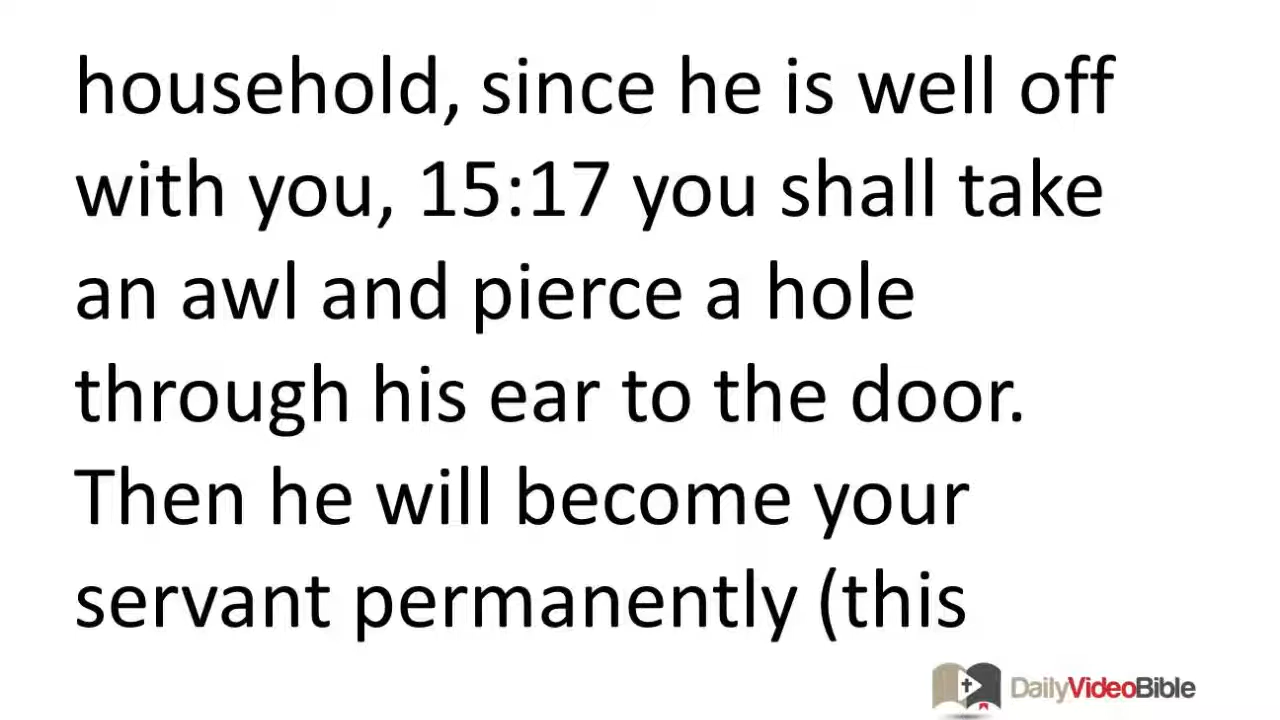 household, since he is well off
with you, 15:17 you shall take
an awl and pierce a hole
through his ear to the door.
Then he will become your
servant permanently (this
DailyVideoBible